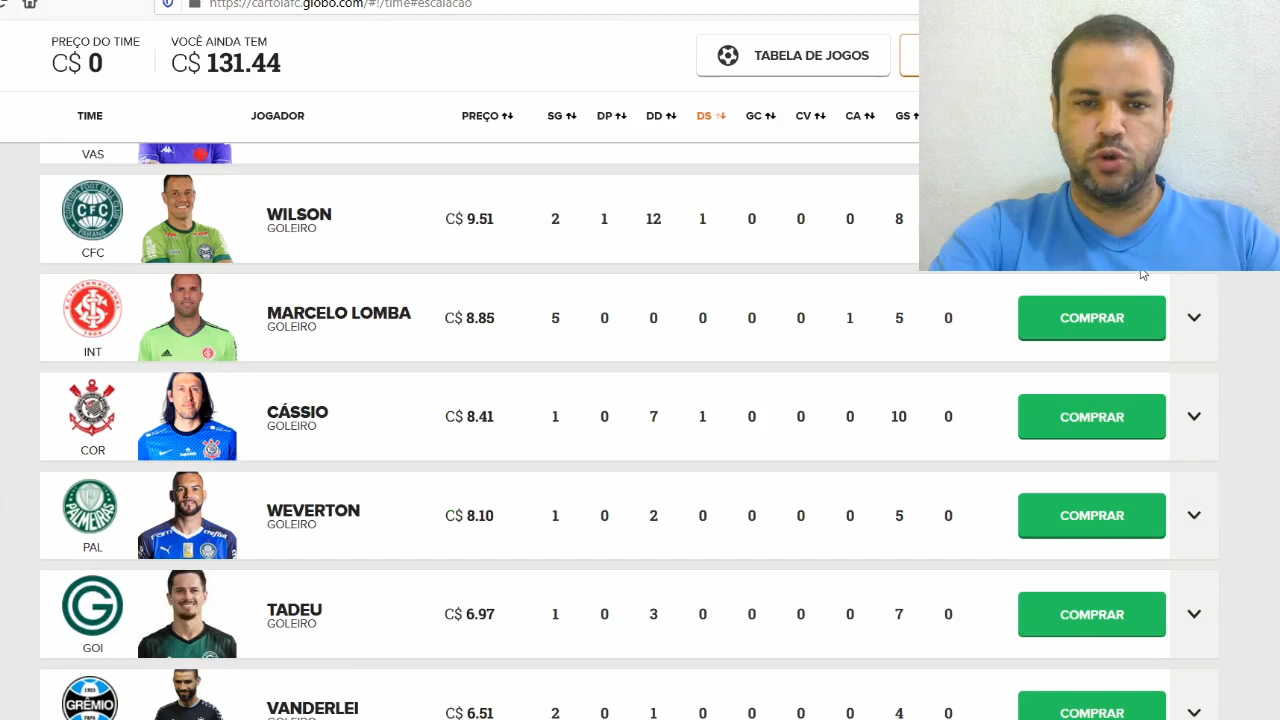 https://cartolafc.globo.com/#!/time#escalacao
PREÇO DO TIME
C$ 0
VOCÊ AINDA TEM
C$ 131.44
TABELA DE JOGOS
TIME JOGADOR PREÇO SG DP DD DS GC CV CA GS
VAS
WILSON
GOLEIRO
CFC
C$ 9.51 2 1 12 1 0 0 0 8
MARCELO LOMBA
GOLEIRO
INT
C$ 8.85 5 0 0 0 0 0 1 5 0
COMPRAR
CÁSSIO
GOLEIRO
COR
C$ 8.41 1 0 7 1 0 0 0 10 0
COMPRAR
WEVERTON
GOLEIRO
PALMEIRAS
PAL
C$ 8.10 1 0 2 0 0 0 0 5 0
COMPRAR
TADEU
GOLEIRO
GOI
C$ 6.97 1 0 3 0 0 0 0 7 0
COMPRAR
VANDERLEI
GRÊMIO
C$ 6.51 2 0 1 0 0 0 0 4 0
COMPRAR